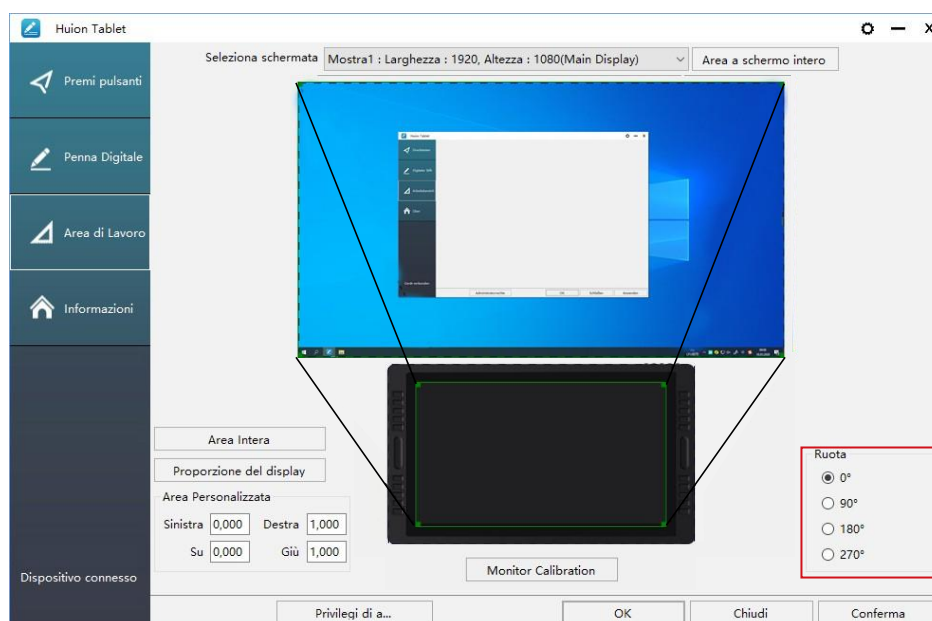 Huion Tablet
Seleziona schermata
Mostra1 : Larghezza : 1920, Altezza : 1080(Main Display)
Area a schermo intero
Premi pulsanti
Penna Digitale
Area di Lavoro
Informazioni
Huion Tablet
Area Intera
Proporzione del display
Area Personalizzata
Sinistra 0,000 Destra 1,000
Su 0,000 Giù 1,000
Ruota
0°
90°
180°
270°
Monitor Calibration
Dispositivo connesso
Privilegi di a...
OK
Chiudi
Conferma